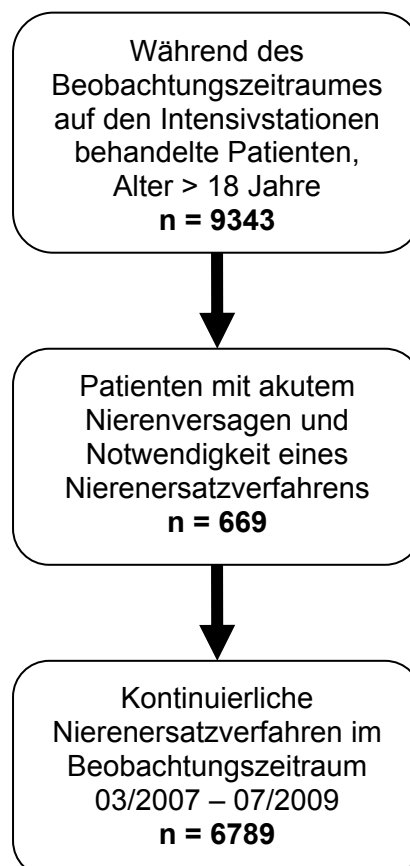 Während des
Beobachtungszeitraumes
auf den Intensivstationen
behandelte Patienten,
Alter > 18 Jahre
n = 9343
Patienten mit akutem
Nierenversagen und
Notwendigkeit eines
Nierenersatzverfahrens
n = 669
Kontinuierliche
Nierenersatzverfahren im
Beobachtungszeitraum
03/2007 – 07/2009
n = 6789